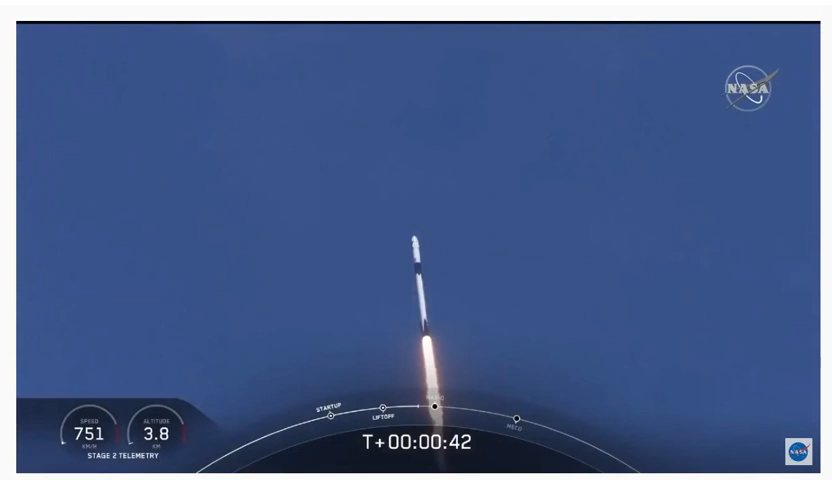 NASA
STARTUP
LIFTOFF
MECO
SPEED
751
KM/H
ALTITUDE
3.8
KM
STAGE 2 TELEMETRY
T+00:00:42
NASA